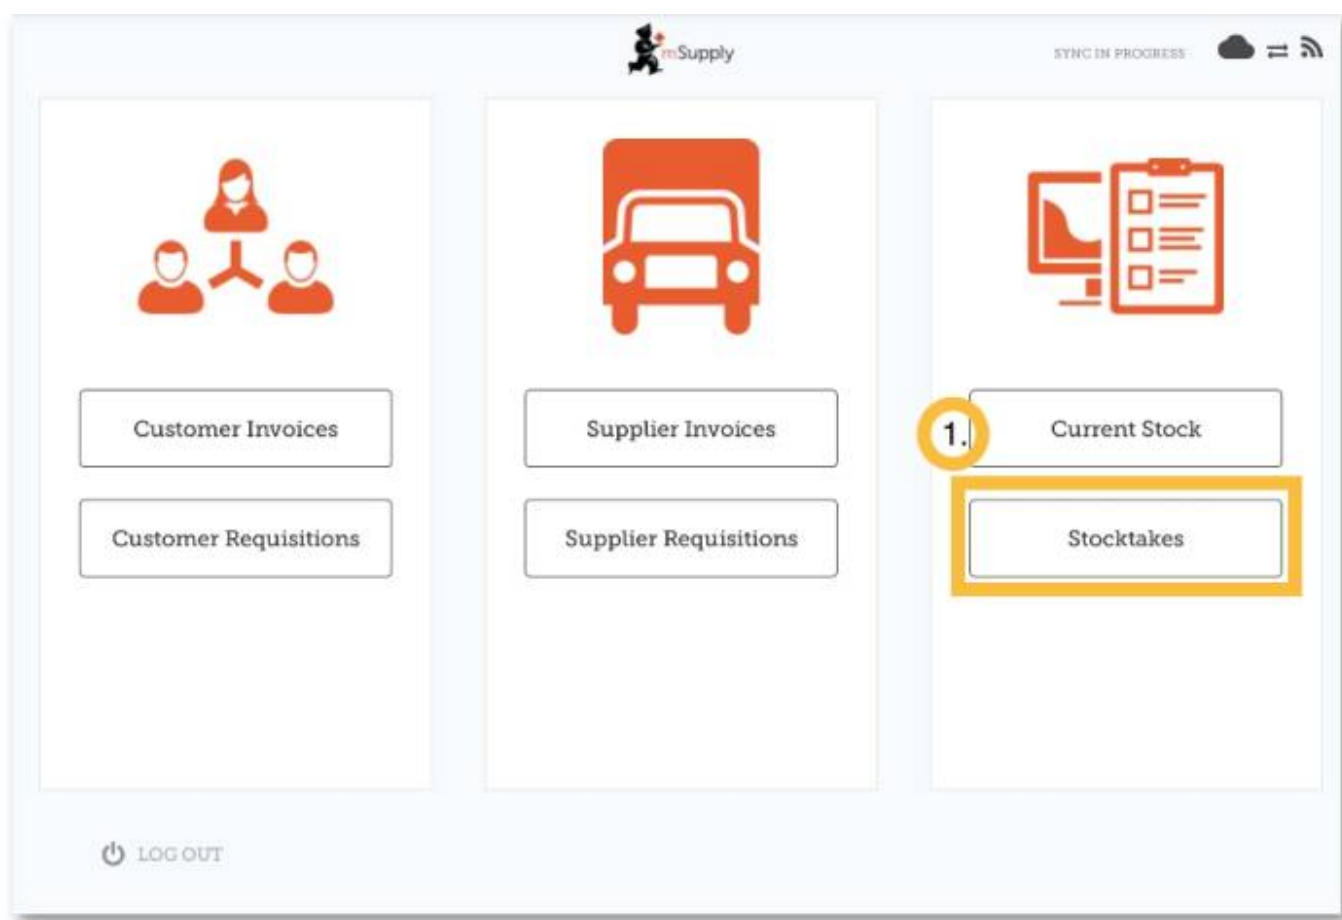 mSupply
SYNC IN PROGRESS
Customer Invoices
Customer Requisitions
Supplier Invoices
Supplier Requisitions
1.
Current Stock
Stocktakes
LOG OUT